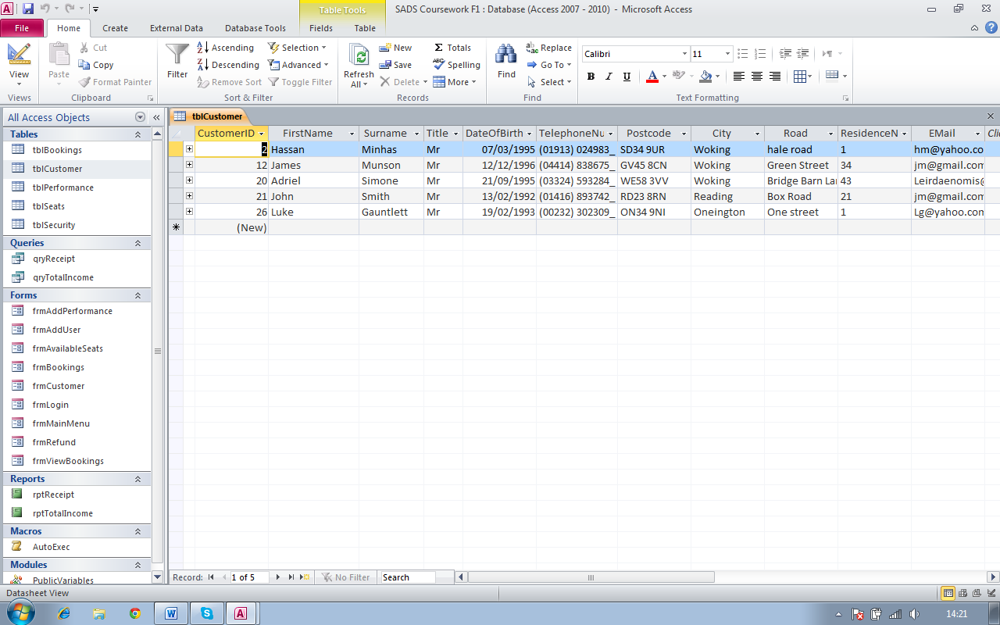 Table Tools
SADS Coursework F1 : Database (Access 2007 - 2010) - Microsoft Access
File Home Create External Data Database Tools Fields Table
View
Views
Paste
Cut
Copy
Format Painter
Clipboard
Filter
Ascending
Descending
Remove Sort
Selection
Advanced
Toggle Filter
Sort & Filter
Refresh
All
New
Save
Delete
Totals
Spelling
More
Records
Find
Replace
Go To
Select
Find
Calibri 11
B I U A
Text Formatting
All Access Objects
Tables
tblBookings
tblCustomer
tblPerformance
tblSeats
tblSecurity
Queries
qryReceipt
qryTotalIncome
Forms
frmAddPerformance
frmAddUser
frmAvailableSeats
frmBookings
frmCustomer
frmLogin
frmMainMenu
frmRefund
frmViewBookings
Reports
rptReceipt
rptTotalIncome
Macros
AutoExec
Modules
PublicVariables
tblCustomer
CustomerID FirstName Surname Title DateOfBirth TelephoneNu Postcode City Road ResidenceN EMail Clie
2 Hassan Minhas Mr 07/03/1995 (01913) 024983_ SD34 9UR Woking hale road 1 hm@yahoo.co
12 James Munson Mr 12/12/1996 (04414) 838675_ GV45 8CN Woking Green Street 34 jm@gmail.com
20 Adriel Simone Mr 21/09/1995 (03324) 593284_ WE58 3VV Woking Bridge Barn Lan 43 Leirdaenomis@
21 John Smith Mr 13/02/1992 (01416) 893742_ RD23 8RN Reading Box Road 21 jm@gmail.com
26 Luke Gauntlett Mr 19/02/1993 (00232) 302309_ ON34 9NI Oneington One street 1 Lg@yahoo.com
(New)
Record: 1 of 5 No Filter Search
Datasheet View
14:21